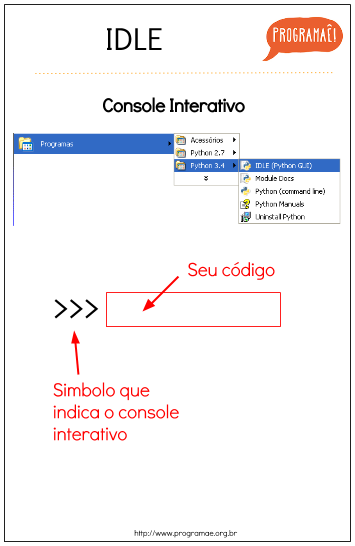 IDLE
PROGRAMAÊ!
Console Interativo
Programas
Acessórios
Python 2.7
Python 3.4
IDLE (Python GUI)
Module Docs
Python (command line)
Python Manuals
Uninstall Python
Seu código
>>>
Simbolo que
indica o console
interativo
http://www.programae.org.br